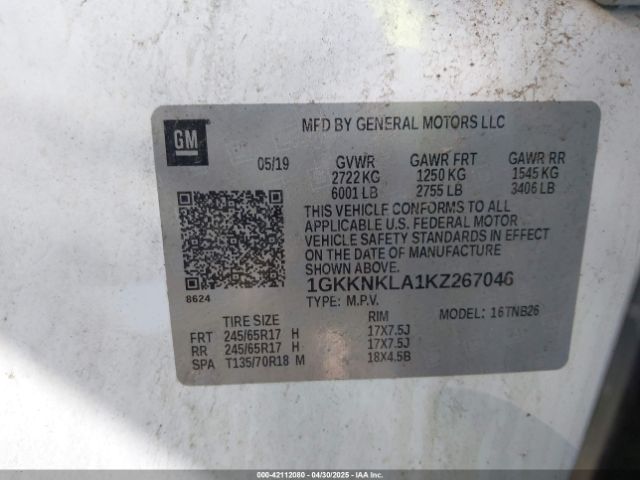 GM
MFD BY GENERAL MOTORS LLC
05/19 GVWR GAWR FRT GAWR RR
2722 KG 1250 KG 1545 KG
6001 LB 2755 LB 3406 LB
THIS VEHICLE CONFORMS TO ALL
APPLICABLE U.S. FEDERAL MOTOR
VEHICLE SAFETY STANDARDS IN EFFECT
ON THE DATE OF MANUFACTURE
SHOWN ABOVE.
1GKKNKLA1KZ267046
8624
TYPE: M.P.V. MODEL: 16TNB26
TIRE SIZE RIM
FRT 245/65R17 H 17X7.5J
RR 245/65R17 H 17X7.5J
SPA T135/70R18 M 18X4.5B
000-42112080 - 04/30/2025 - IAAI.COM